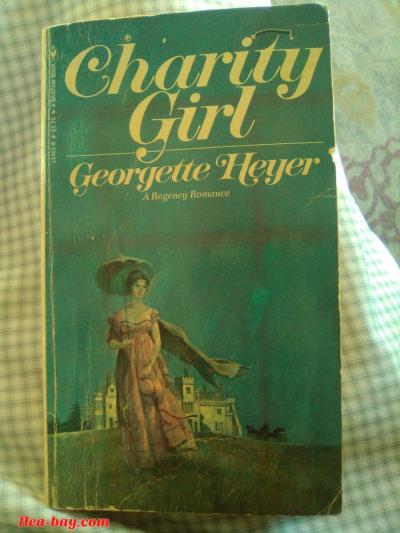 Charity
Girl
Georgette Heyer
A Regency Romance
flea-bay.com